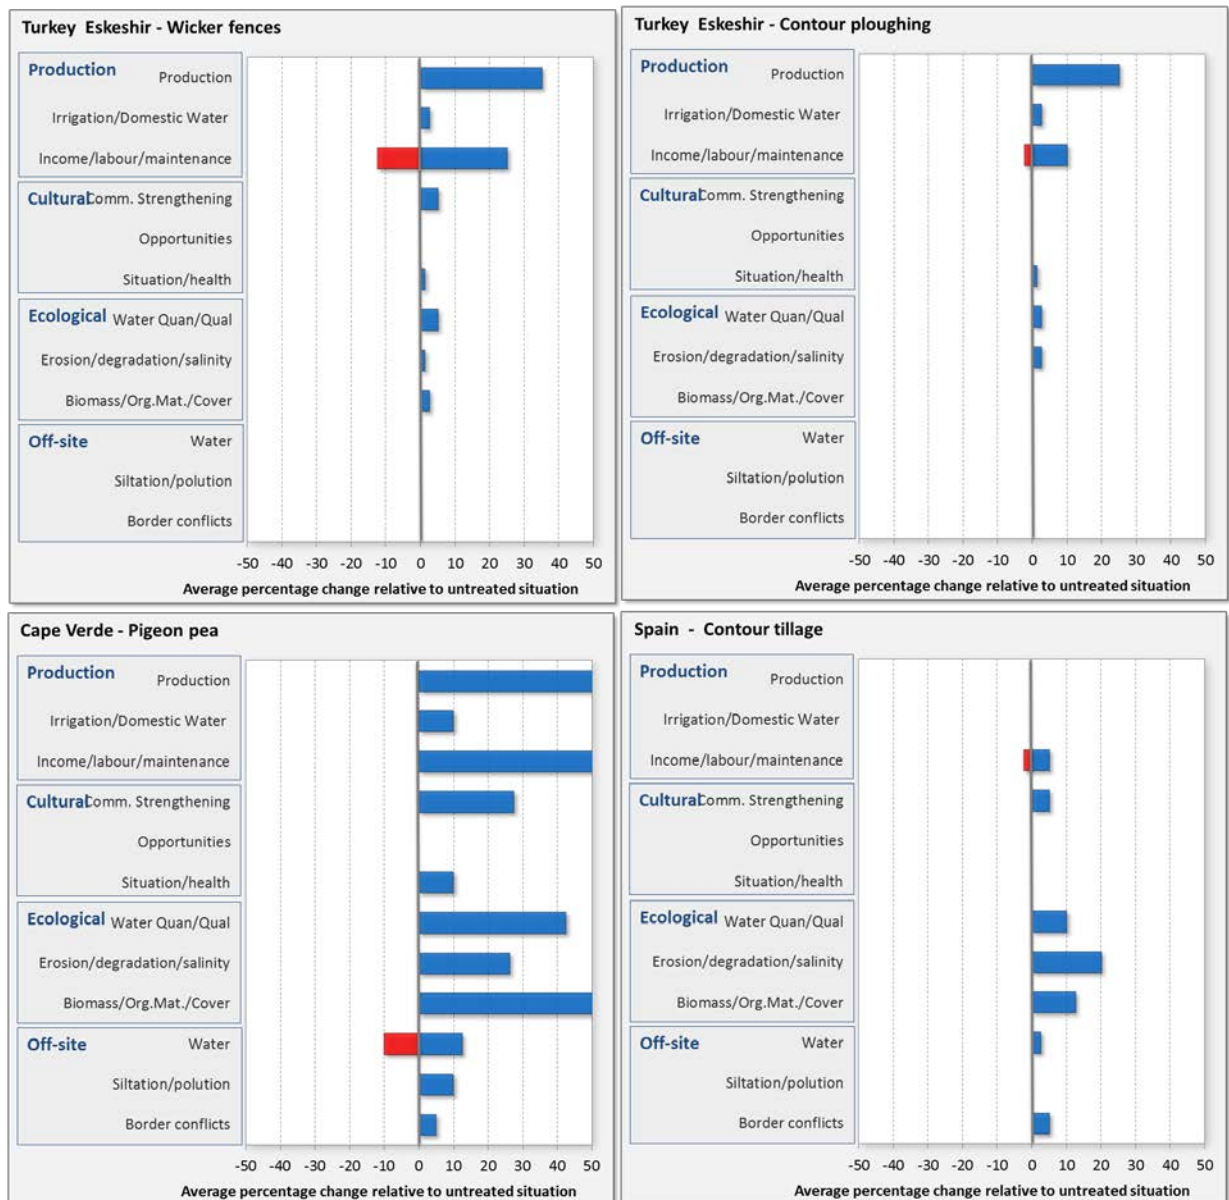 Turkey Eskeshir - Wicker fences
Production
Production
Irrigation/Domestic Water
Income/labour/maintenance
Cultural
Comm. Strengthening
Opportunities
Situation/health
Ecological
Water Quan/Qual
Erosion/degradation/salinity
Biomass/Org.Mat./Cover
Off-site
Water
Siltation/polution
Border conflicts
-50 -40 -30 -20 -10 0 10 20 30 40 50
Average percentage change relative to untreated situation
Turkey Eskeshir - Contour ploughing
Production
Production
Irrigation/Domestic Water
Income/labour/maintenance
Cultural
Comm. Strengthening
Opportunities
Situation/health
Ecological
Water Quan/Qual
Erosion/degradation/salinity
Biomass/Org.Mat./Cover
Off-site
Water
Siltation/polution
Border conflicts
-50 -40 -30 -20 -10 0 10 20 30 40 50
Average percentage change relative to untreated situation
Cape Verde - Pigeon pea
Production
Production
Irrigation/Domestic Water
Income/labour/maintenance
Cultural
Comm. Strengthening
Opportunities
Situation/health
Ecological
Water Quan/Qual
Erosion/degradation/salinity
Biomass/Org.Mat./Cover
Off-site
Water
Siltation/polution
Border conflicts
-50 -40 -30 -20 -10 0 10 20 30 40 50
Average percentage change relative to untreated situation
Spain - Contour tillage
Production
Production
Irrigation/Domestic Water
Income/labour/maintenance
Cultural
Comm. Strengthening
Opportunities
Situation/health
Ecological
Water Quan/Qual
Erosion/degradation/salinity
Biomass/Org.Mat./Cover
Off-site
Water
Siltation/polution
Border conflicts
-50 -40 -30 -20 -10 0 10 20 30 40 50
Average percentage change relative to untreated situation